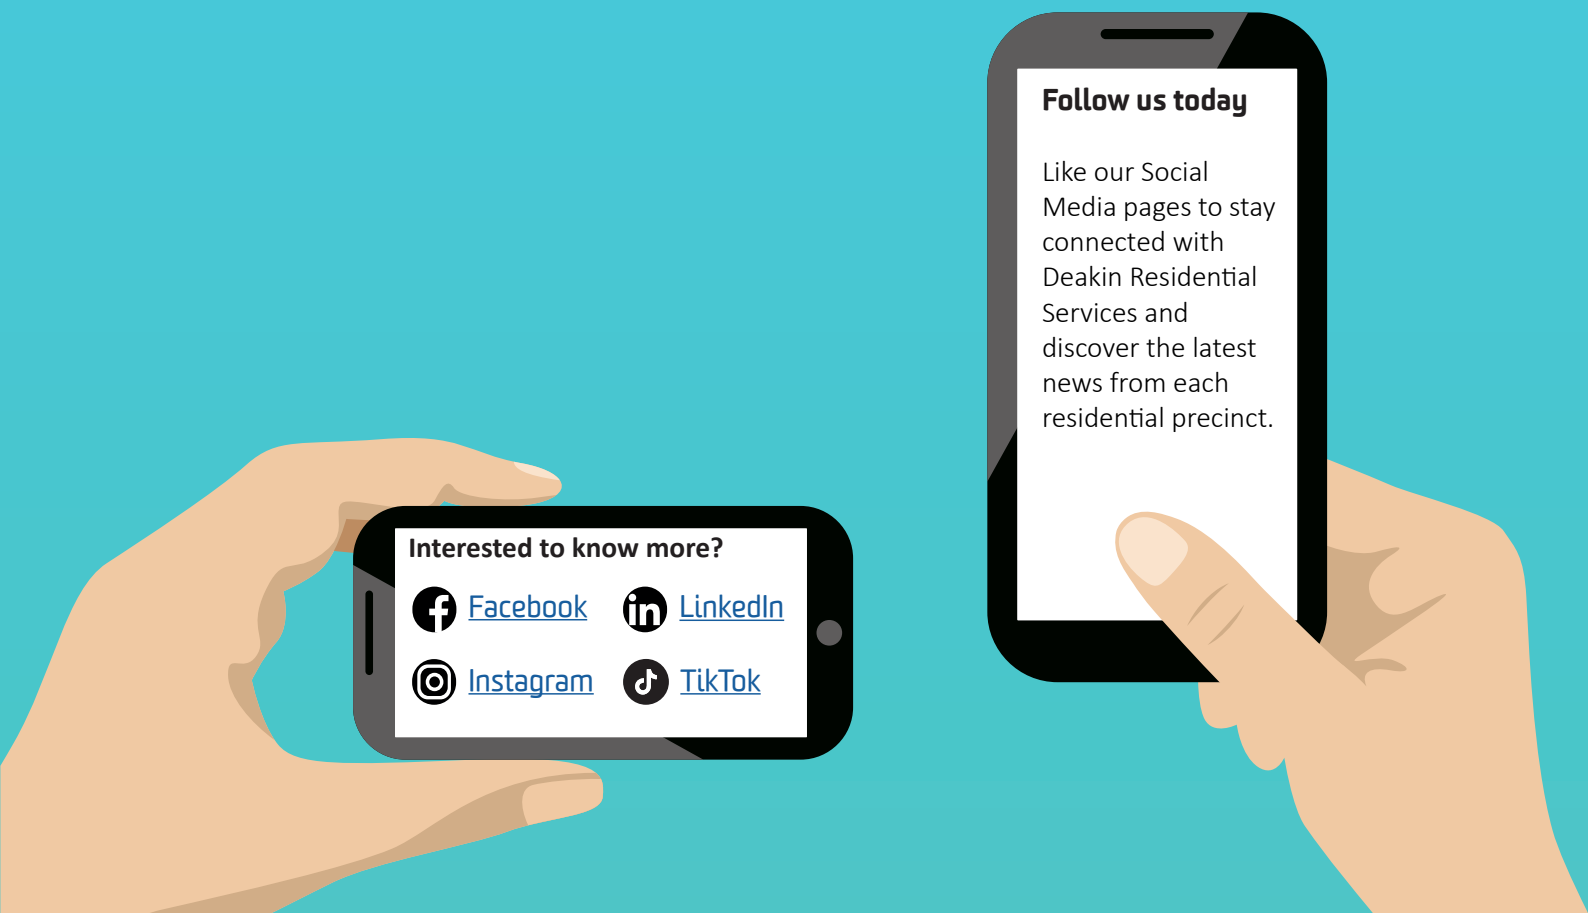 Follow us today
Like our Social
Media pages to stay
connected with
Deakin Residential
Services and
discover the latest
news from each
residential precinct.
Interested to know more?
Facebook LinkedIn
Instagram TikTok